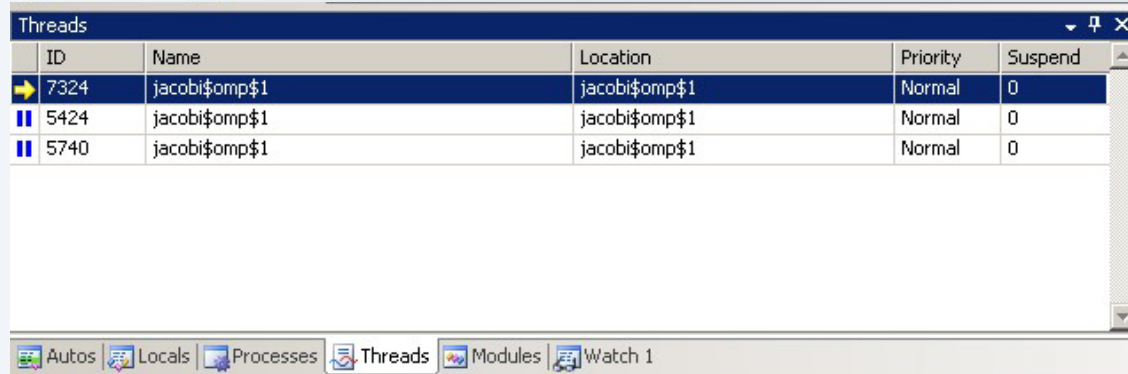 Threads
ID Name Location Priority Suspend
7324 jacobi$omp$1 jacobi$omp$1 Normal 0
5424 jacobi$omp$1 jacobi$omp$1 Normal 0
5740 jacobi$omp$1 jacobi$omp$1 Normal 0
Autos Locals Processes Threads Modules Watch 1